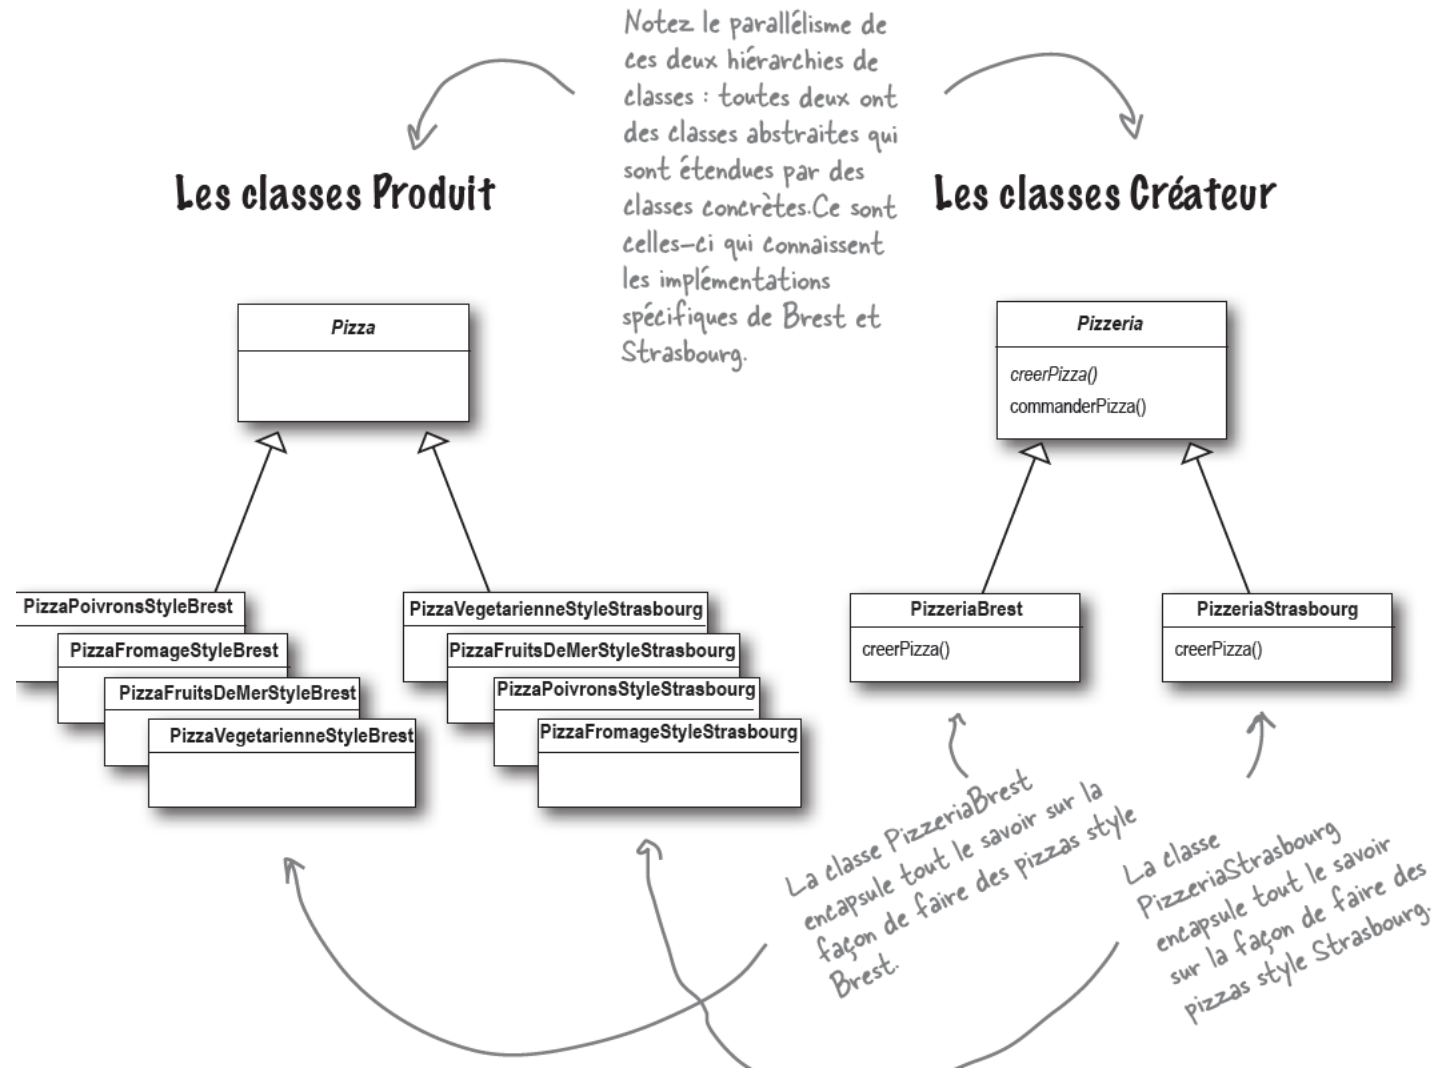 Notez le parallélisme de
ces deux hiérarchies de
classes : toutes deux ont
des classes abstraites qui
sont étendues par des
classes concrètes.Ce sont
celles-ci qui connaissent
les implémentations
spécifiques de Brest et
Strasbourg.
Les classes Produit
Les classes Créateur
Pizza
Pizzeria
creerPizza()
commanderPizza()
PizzaPoivronsStyleBrest
PizzaFromageStyleBrest
PizzaFruitsDeMerStyleBrest
PizzaVegetarienneStyleBrest
PizzaVegetarienneStyleStrasbourg
PizzaFruitsDeMerStyleStrasbourg
PizzaPoivronsStyleStrasbourg
PizzaFromageStyleStrasbourg
PizzeriaBrest
creerPizza()
PizzeriaStrasbourg
creerPizza()
La classe PizzeriaBrest
encapsule tout le savoir sur la
façon de faire des pizzas style
Brest.
La classe
PizzeriaStrasbourg
encapsule tout le savoir
sur la façon de faire des
pizzas style Strasbourg.